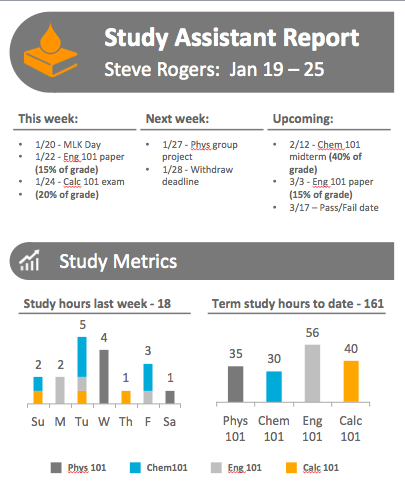 Study Assistant Report
Steve Rogers:  Jan 19 – 25
This week:
• 1/20 - MLK Day
• 1/22 - Eng 101 paper
(15% of grade)
• 1/24 - Calc 101 exam
• (20% of grade)
Next week:
• 1/27 - Phys group
project
• 1/28 - Withdraw
deadline
Upcoming:
• 2/12 - Chem 101
midterm (40% of
grade)
• 3/3 - Eng 101 paper
(15% of grade)
• 3/17 – Pass/Fail date
Study Metrics
Study hours last week - 18
2 2 5 4 1 3 1
Su M Tu W Th F Sa
Term study hours to date - 161
35 30 56 40
Phys Chem Eng Calc
101 101 101 101
Phys 101 Chem101 Eng 101 Calc 101